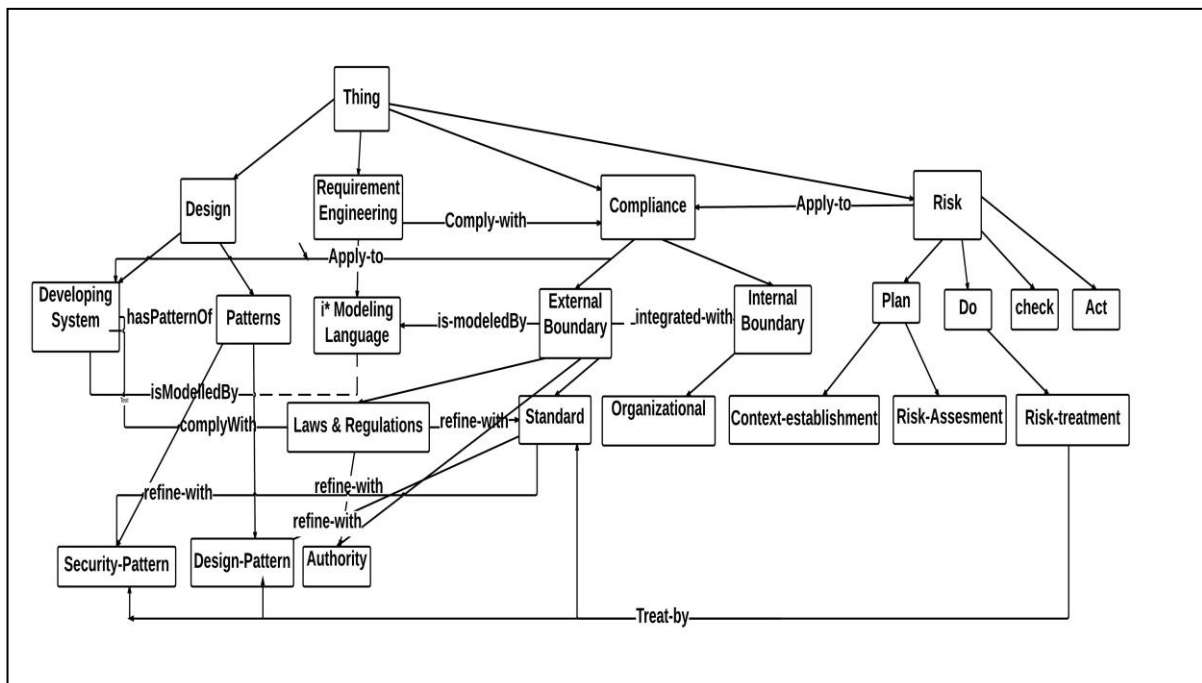 Thing
Design
Requirement
Engineering
Compliance
Risk
Comply-with
Apply-to
Apply-to
Developing
System
hasPatternOf
Patterns
i* Modeling
Language
is-modeledBy
External
Boundary
integrated-with
Internal
Boundary
Plan
Do
check
Act
isModelledBy
Text
complyWith
Laws & Regulations
refine-with
Standard
Organizational
Context-establishment
Risk-Assesment
Risk-treatment
refine-with
refine-with
refine-with
Security-Pattern
Design-Pattern
Authority
Treat-by